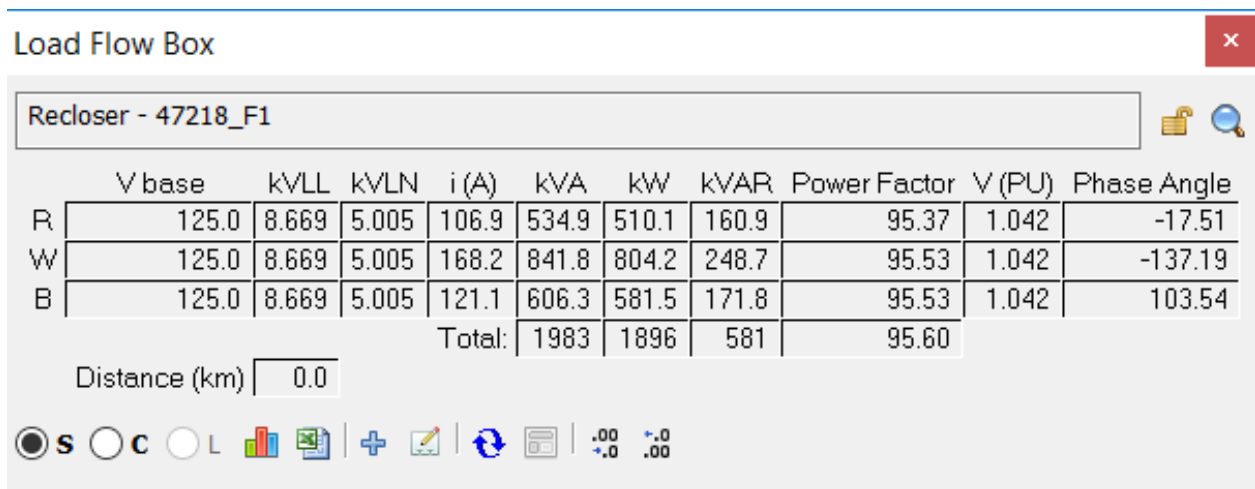 Load Flow Box
Recloser - 47218_F1
V base kVLL kVLN i (A) kVA kW kVAR Power Factor V (PU) Phase Angle
R 125.0 8.669 5.005 106.9 534.9 510.1 160.9 95.37 1.042 -17.51
W 125.0 8.669 5.005 168.2 841.8 804.2 248.7 95.53 1.042 -137.19
B 125.0 8.669 5.005 121.1 606.3 581.5 171.8 95.53 1.042 103.54
Total: 1983 1896 581 95.60
Distance (km) 0.0
S C L .00 .0 .0 .00